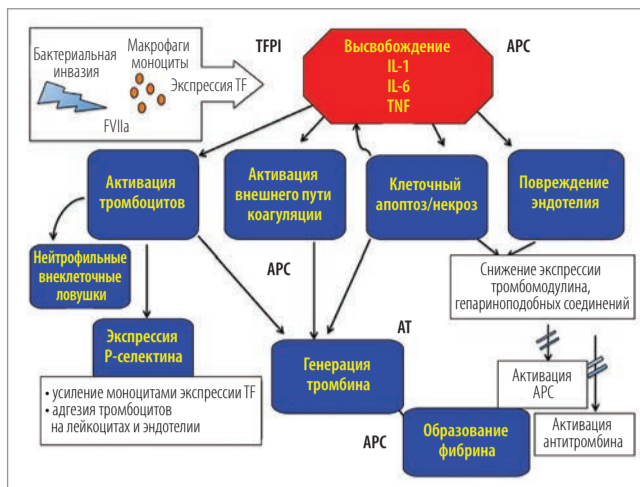 Бактериальная
инвазия
Макрофаги
моноциты
Экспрессия TF
FVIIa
TFPI
Высвобождение
IL-1
IL-6
TNF
APC
Активация
тромбоцитов
Активация
внешнего пути
коагуляции
Клеточный
апоптоз/некроз
Повреждение
эндотелия
Нейтрофильные
внеклеточные
ловушки
APC
Снижение экспрессии
тромбомодулина,
гепариноподобных соединений
Экспрессия
Р-селектина
• усиление моноцитами экспрессии TF
• адгезия тромбоцитов
на лейкоцитах и эндотелии
AT
Генерация
тромбина
Активация
APC
APC
Образование
фибрина
Активация
антитромбина